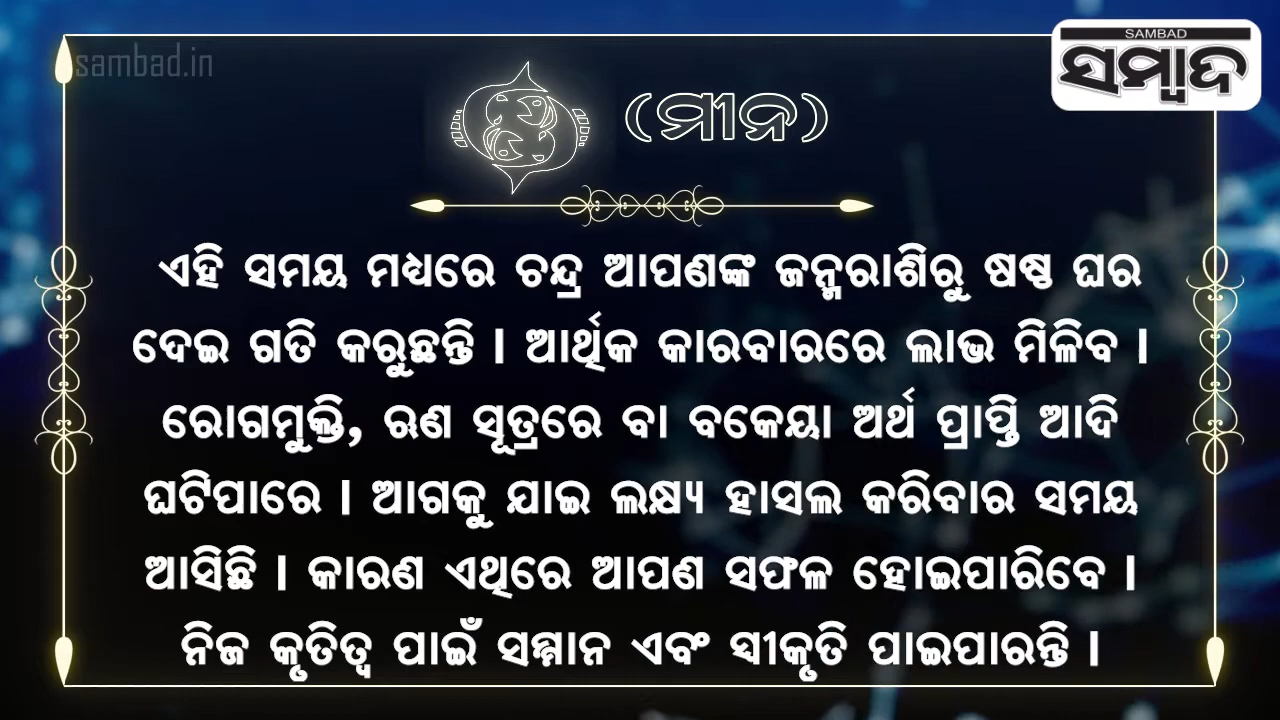 sambad.in
SAMBAD
ସମ୍ବାଦ
(ମୀନ)
ଏହି ସମୟ ମଧ୍ୟରେ ଚନ୍ଦ୍ର ଆପଣଙ୍କ ଜନ୍ମରାଶିରୁ ଷଷ୍ଠ ଘର
ଦେଇ ଗତି କରୁଛନ୍ତି । ଆର୍ଥିକ କାରବାରରେ ଲାଭ ମିଳିବ ।
ରୋଗମୁକ୍ତି, ଋଣ ସୂତ୍ରରେ ବା ବକେୟା ଅର୍ଥ ପ୍ରାପ୍ତି ଆଦି
ଘଟିପାରେ । ଆଗକୁ ଯାଇ ଲକ୍ଷ୍ୟ ହାସଲ କରିବାର ସମୟ
ଆସିଛି । କାରଣ ଏଥିରେ ଆପଣ ସଫଳ ହୋଇପାରିବେ ।
ନିଜ କୃତିତ୍ୱ ପାଇଁ ସମ୍ମାନ ଏବଂ ସ୍ୱୀକୃତି ପାଇପାରନ୍ତି ।